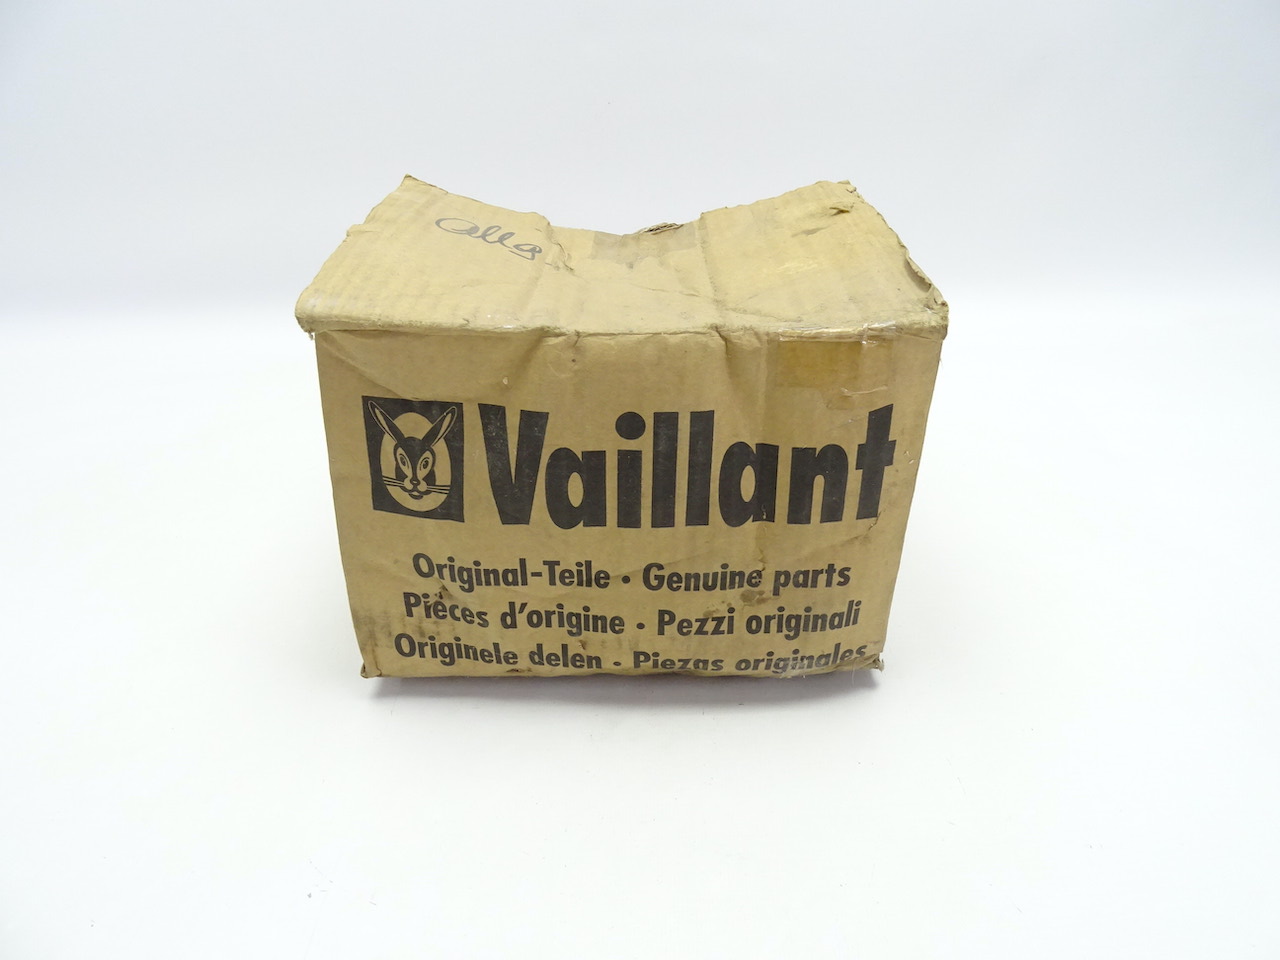 Vaillant
Original-Teile · Genuine parts
Pièces d'origine · Pezzi originali
Originele delen · Piezas originales